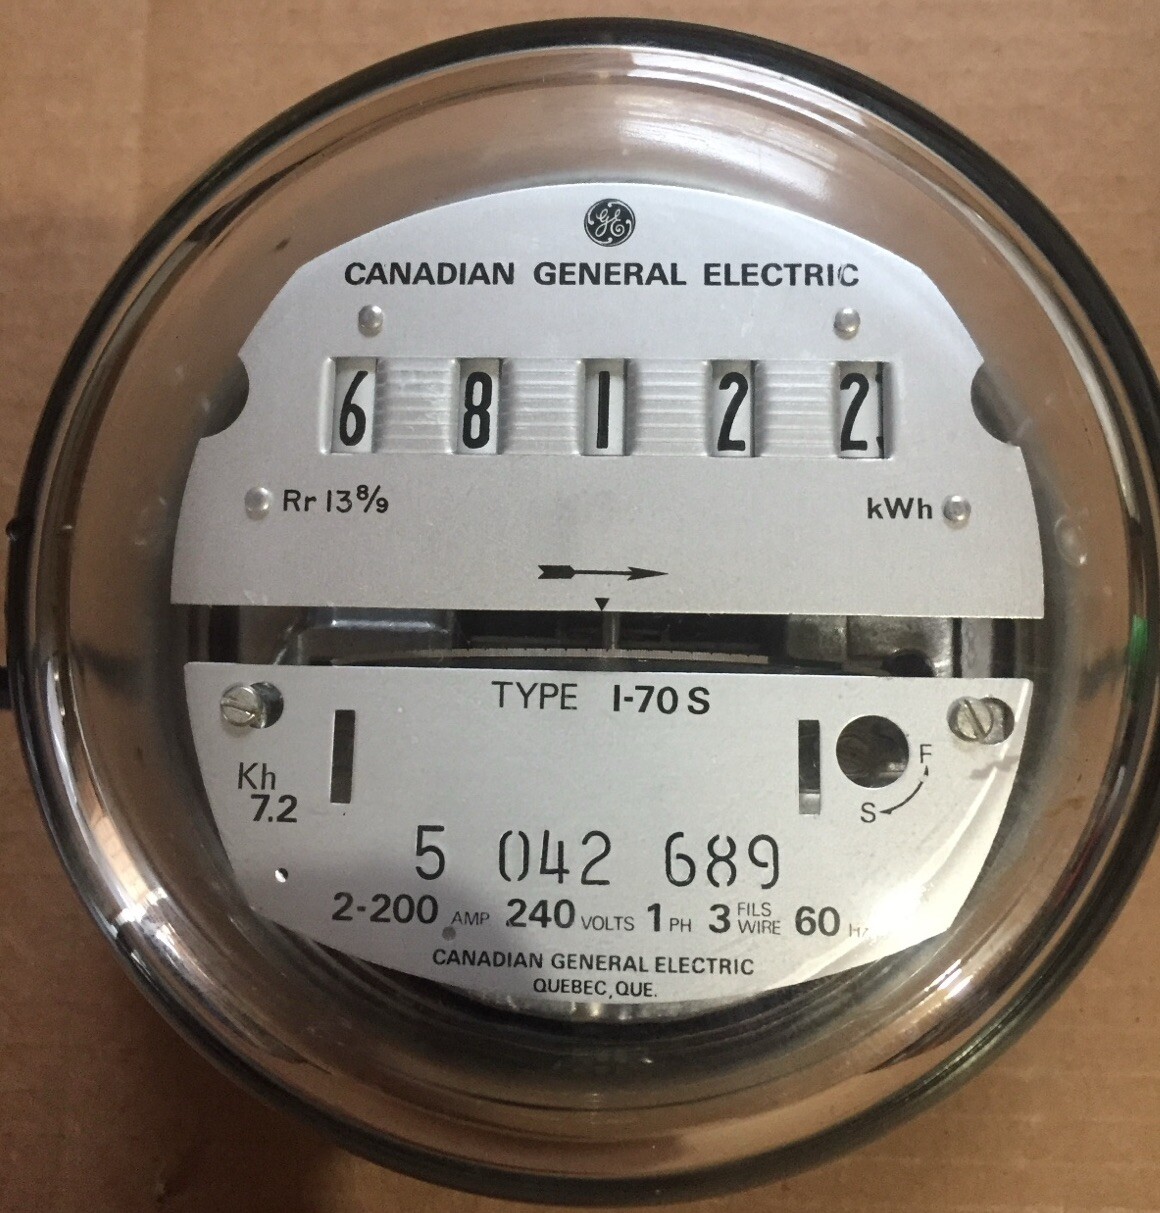 GE
CANADIAN GENERAL ELECTRIC
6 8 1 2 2
Rr 13 8/9 kWh
TYPE I-70 S
F
S
Kh
7.2
5 042 689
2-200 AMP 240 VOLTS 1 PH 3 FILS WIRE 60
CANADIAN GENERAL ELECTRIC
QUEBEC, QUE.